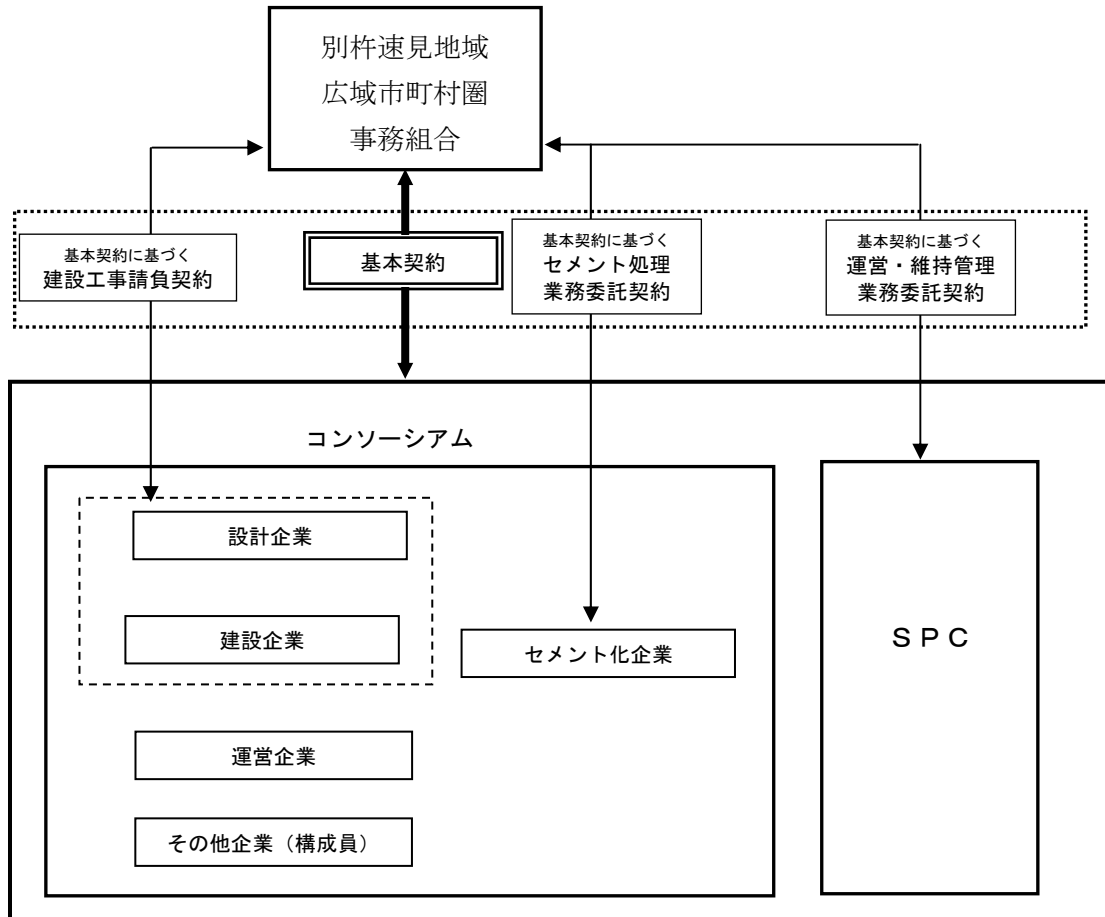 別杵速見地域
広域市町村圏
事務組合
基本契約に基づく
建設工事請負契約
基本契約
基本契約に基づく
セメント処理
業務委託契約
基本契約に基づく
運営・維持管理
業務委託契約
コンソーシアム
設計企業
建設企業
セメント化企業
運営企業
その他企業（構成員）
ＳＰＣ